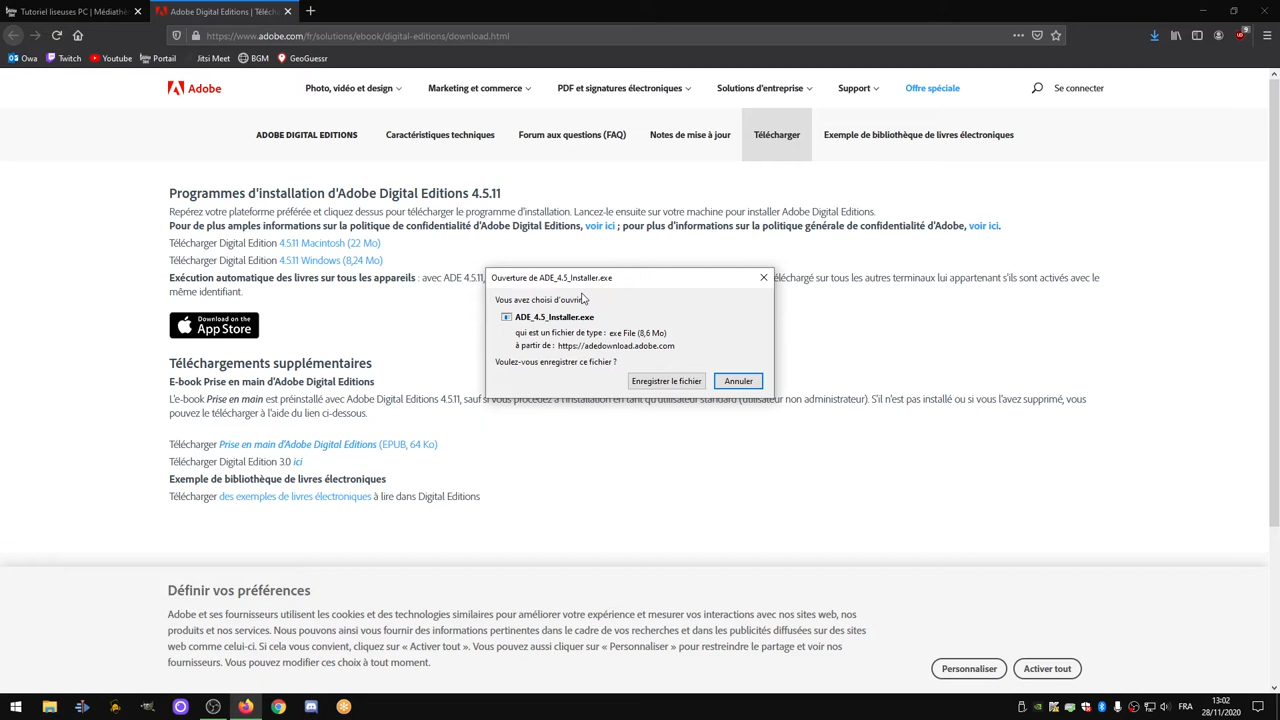 Tutoriel liseuses PC | Médiathè
Adobe Digital Editions | Téléch
https://www.adobe.com/fr/solutions/ebook/digital-editions/download.html
Owa
Twitch
Youtube
Portail
Jitsi Meet
BGM
GeoGuessr
Adobe
Photo, vidéo et design
Marketing et commerce
PDF et signatures électroniques
Solutions d'entreprise
Support
Offre spéciale
Se connecter
ADOBE DIGITAL EDITIONS
Caractéristiques techniques
Forum aux questions (FAQ)
Notes de mise à jour
Télécharger
Exemple de bibliothèque de livres électroniques
Programmes d'installation d'Adobe Digital Editions 4.5.11
Repérez votre plateforme préférée et cliquez dessus pour télécharger le programme d'installation. Lancez-le ensuite sur votre machine pour installer Adobe Digital Editions.
Pour de plus amples informations sur la politique de confidentialité d'Adobe Digital Editions, voir ici ; pour plus d'informations sur la politique générale de confidentialité d'Adobe, voir ici.
Télécharger Digital Edition 4.5.11 Macintosh (22 Mo)
Télécharger Digital Edition 4.5.11 Windows (8,24 Mo)
Exécution automatique des livres sur tous les appareils : avec ADE 4.5.11,
téléchargé sur tous les autres terminaux lui appartenant s'ils sont activés avec le
même identifiant.
Download on the
App Store
Ouverture de ADE_4.5_Installer.exe
Vous avez choisi d'ouvrir
ADE_4.5_Installer.exe
qui est un fichier de type : exe File (8,6 Mo)
à partir de : https://adedownload.adobe.com
Voulez-vous enregistrer ce fichier ?
Enregistrer le fichier
Annuler
Téléchargements supplémentaires
E-book Prise en main d'Adobe Digital Editions
L'e-book Prise en main est préinstallé avec Adobe Digital Editions 4.5.11, sauf si vous procédez à l'installation en tant qu'utilisateur standard (utilisateur non administrateur). S'il n'est pas installé ou si vous l'avez supprimé, vous
pouvez le télécharger à l'aide du lien ci-dessous.
Télécharger Prise en main d'Adobe Digital Editions (EPUB, 64 Ko)
Télécharger Digital Edition 3.0 ici
Exemple de bibliothèque de livres électroniques
Télécharger des exemples de livres électroniques à lire dans Digital Editions
Définir vos préférences
Adobe et ses fournisseurs utilisent les cookies et des technologies similaires pour améliorer votre expérience et mesurer vos interactions avec nos sites web, nos
produits et nos services. Nous pouvons ainsi vous fournir des informations pertinentes dans le cadre de vos recherches et dans les publicités diffusées sur des sites
web comme celui-ci. Si cela vous convient, cliquez sur « Activer tout ». Vous pouvez aussi cliquer sur « Personnaliser » pour restreindre le partage et voir nos
fournisseurs. Vous pouvez modifier ces choix à tout moment.
Personnaliser
Activer tout
FRA
13:02
28/11/2020